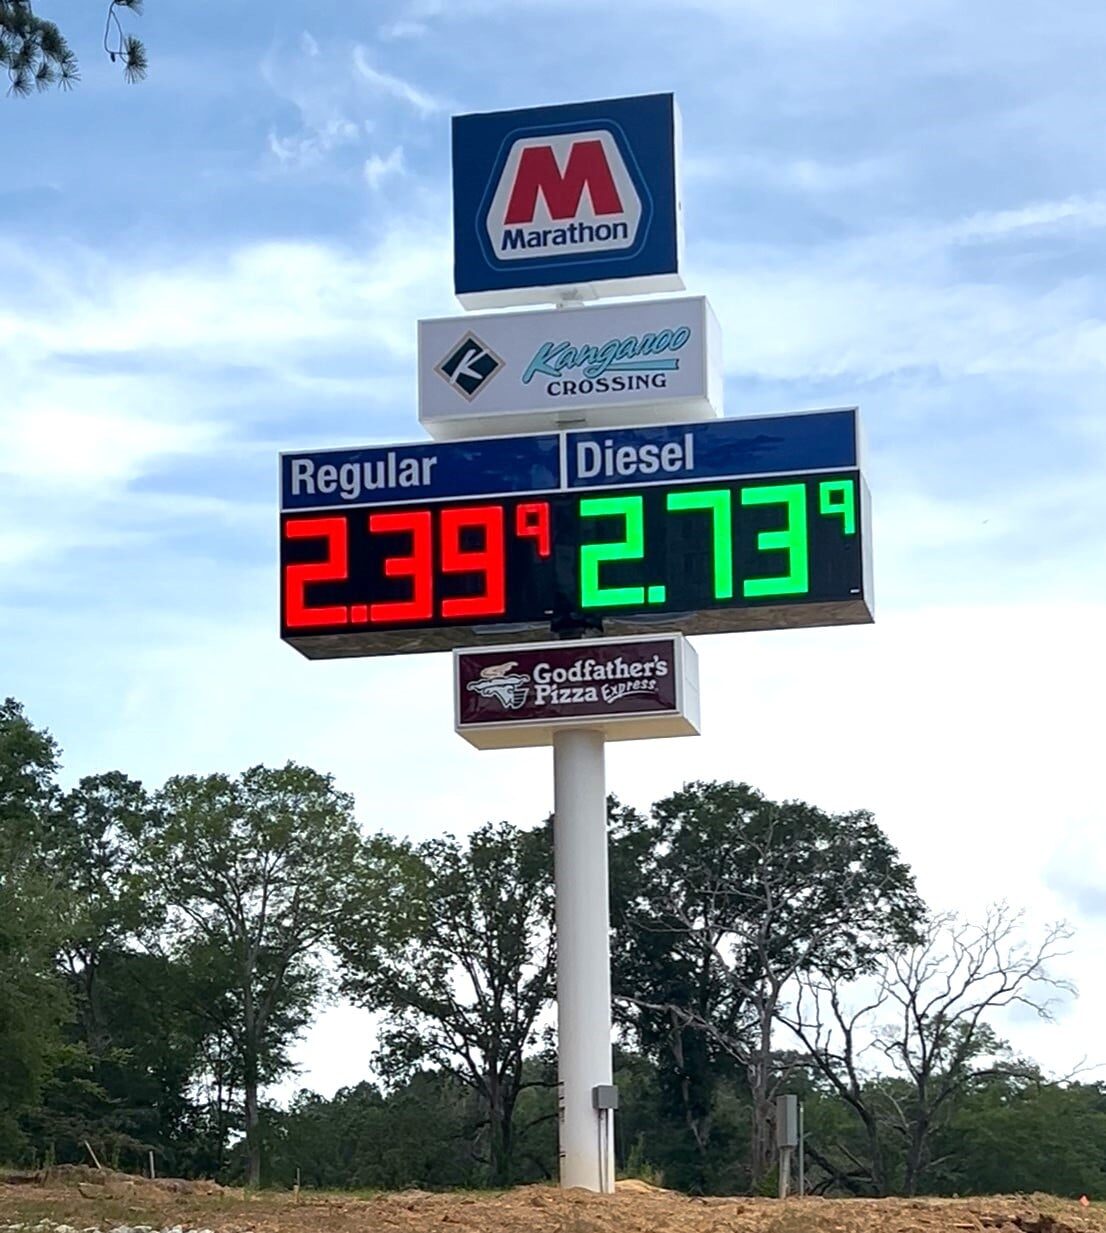 M
Marathon
K Kangaroo
CROSSING
Regular Diesel
2.39 9 2.73 9
Godfather's
Pizza Express